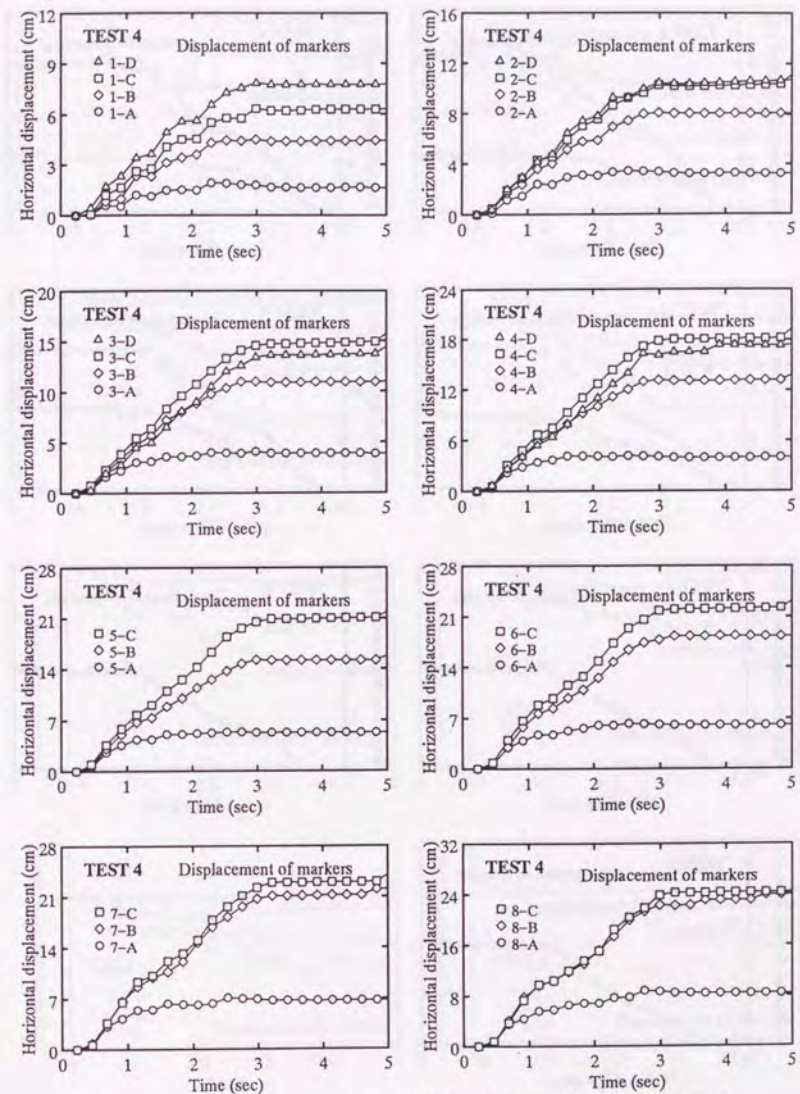 TEST 4
Displacement of markers
1–D
1–C
1–B
1–A
Horizontal displacement (cm)
12
9
6
3
0
0 1 2 3 4 5
Time (sec)
TEST 4
Displacement of markers
2–D
2–C
2–B
2–A
Horizontal displacement (cm)
16
12
8
4
0
0 1 2 3 4 5
Time (sec)
TEST 4
Displacement of markers
3–D
3–C
3–B
3–A
Horizontal displacement (cm)
20
15
10
5
0
0 1 2 3 4 5
Time (sec)
TEST 4
Displacement of markers
4–D
4–C
4–B
4–A
Horizontal displacement (cm)
24
18
12
6
0
0 1 2 3 4 5
Time (sec)
TEST 4
Displacement of markers
5–C
5–B
5–A
Horizontal displacement (cm)
28
21
14
7
0
0 1 2 3 4 5
Time (sec)
TEST 4
Displacement of markers
6–C
6–B
6–A
Horizontal displacement (cm)
28
21
14
7
0
0 1 2 3 4 5
Time (sec)
TEST 4
Displacement of markers
7–C
7–B
7–A
Horizontal displacement (cm)
28
21
14
7
0
0 1 2 3 4 5
Time (sec)
TEST 4
Displacement of markers
8–C
8–B
8–A
Horizontal displacement (cm)
32
24
16
8
0
0 1 2 3 4 5
Time (sec)